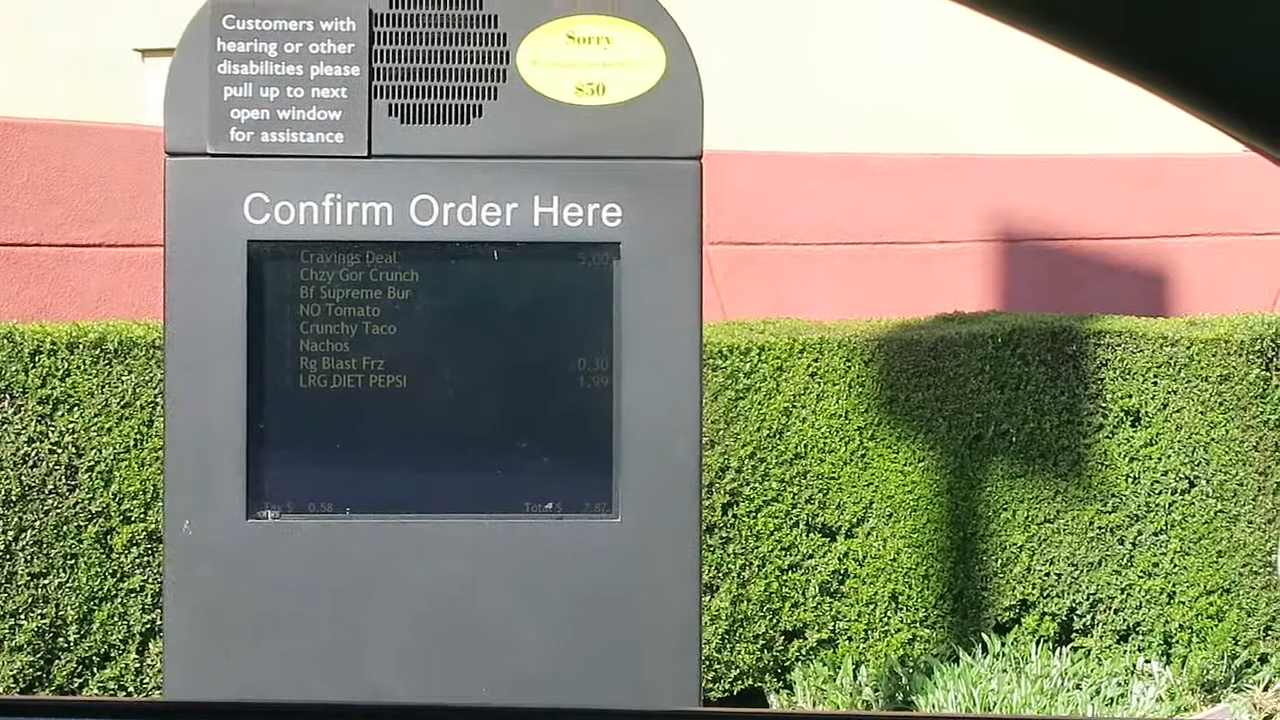 Customers with
hearing or other
disabilities please
pull up to next
open window
for assistance
Sorry
$50
Confirm Order Here
Cravings Deal 5.00
Chzy Gor Crunch
Bf Supreme Bur
NO Tomato
Crunchy Taco
Nachos
Rg Blast Frz 0.30
LRG DIET PEPSI 1.99
Tax $ 0.58 Total $ 7.87